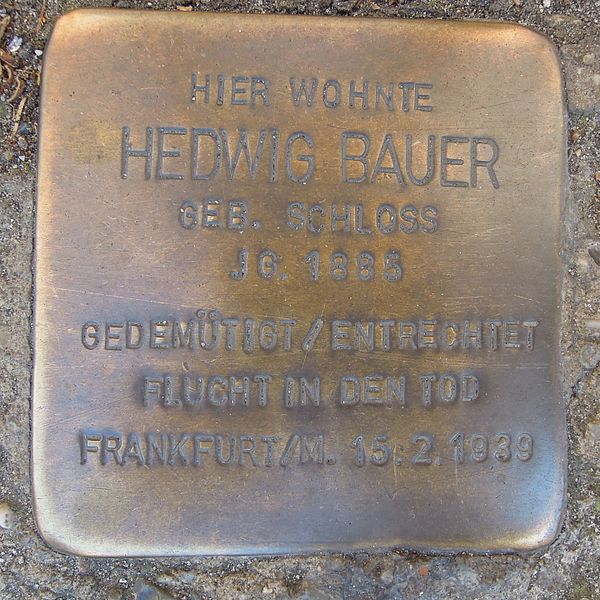 HIER WOHNTE
HEDWIG BAUER
GEB. SCHLOSS
JG. 1885
GEDEMÜTIGT/ENTRECHTET
FLUCHT IN DEN TOD
FRANKFURT/M. 15.2.1939